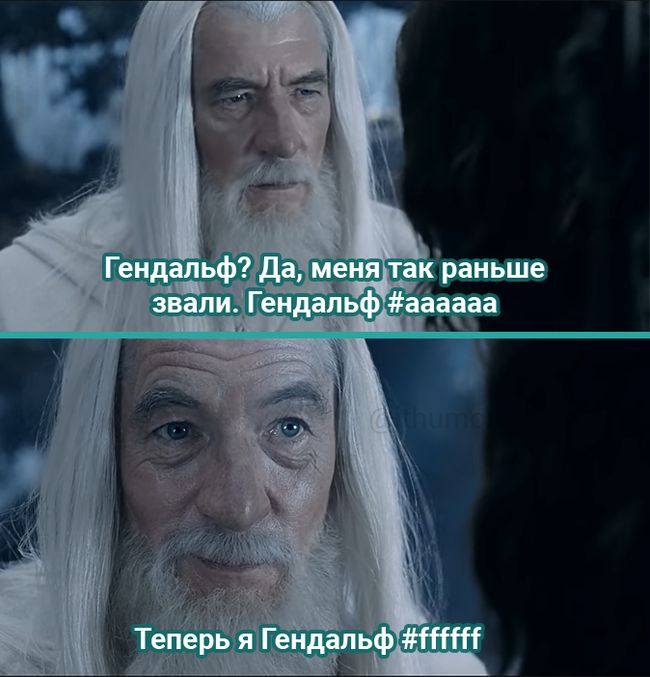 Гендальф? Да, меня так раньше
звали. Гендальф #aaaaaa
Теперь я Гендальф #ffffff